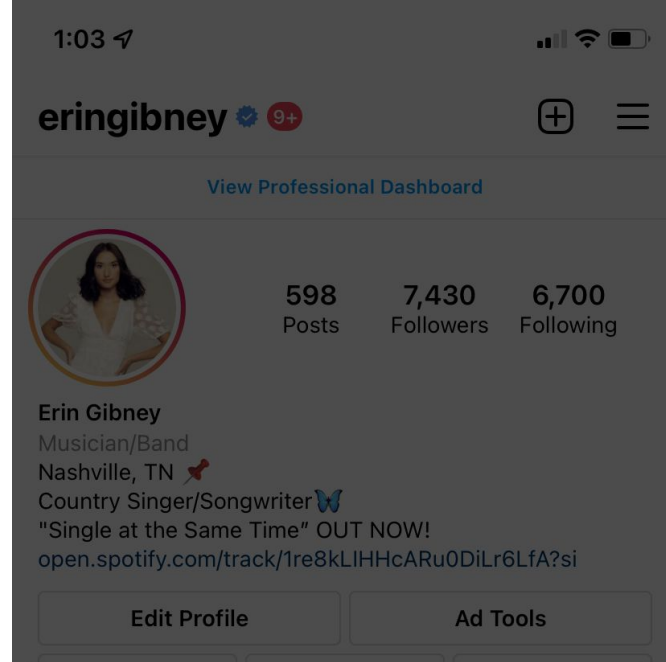 1:03
eringibney 9+
View Professional Dashboard
598 7,430 6,700
Posts Followers Following
Erin Gibney
Musician/Band
Nashville, TN 📌
Country Singer/Songwriter🦋
"Single at the Same Time” OUT NOW!
open.spotify.com/track/1re8kLlHHcARu0DiLr6LfA?si
Edit Profile Ad Tools